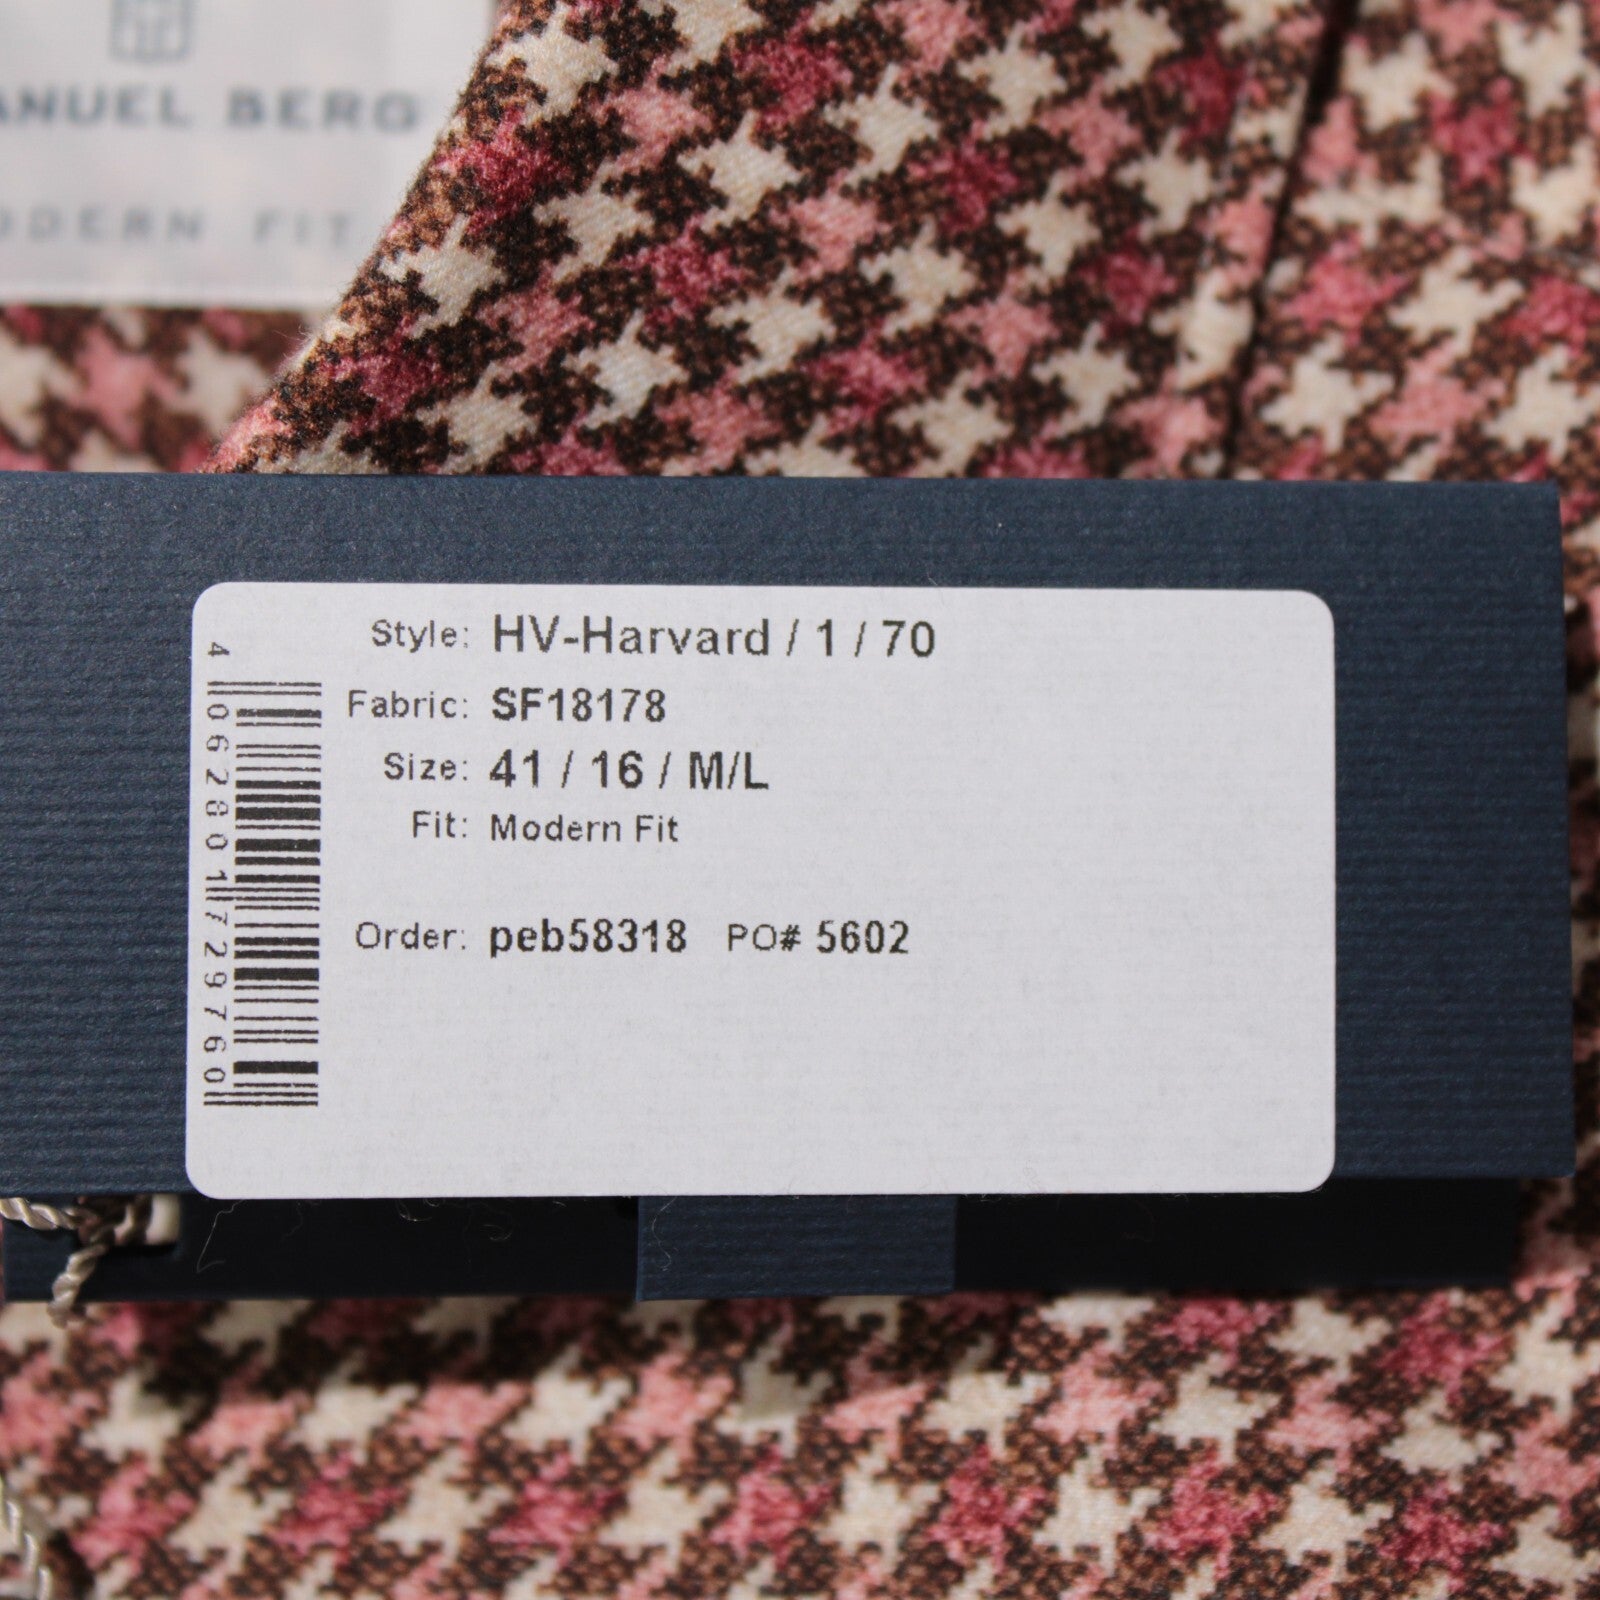 ANUEL BERG
ODERN FIT
Style: HV-Harvard / 1 / 70
Fabric: SF18178
Size: 41 / 16 / M/L
Fit: Modern Fit
Order: peb58318 PO# 5602
4 062801 729760